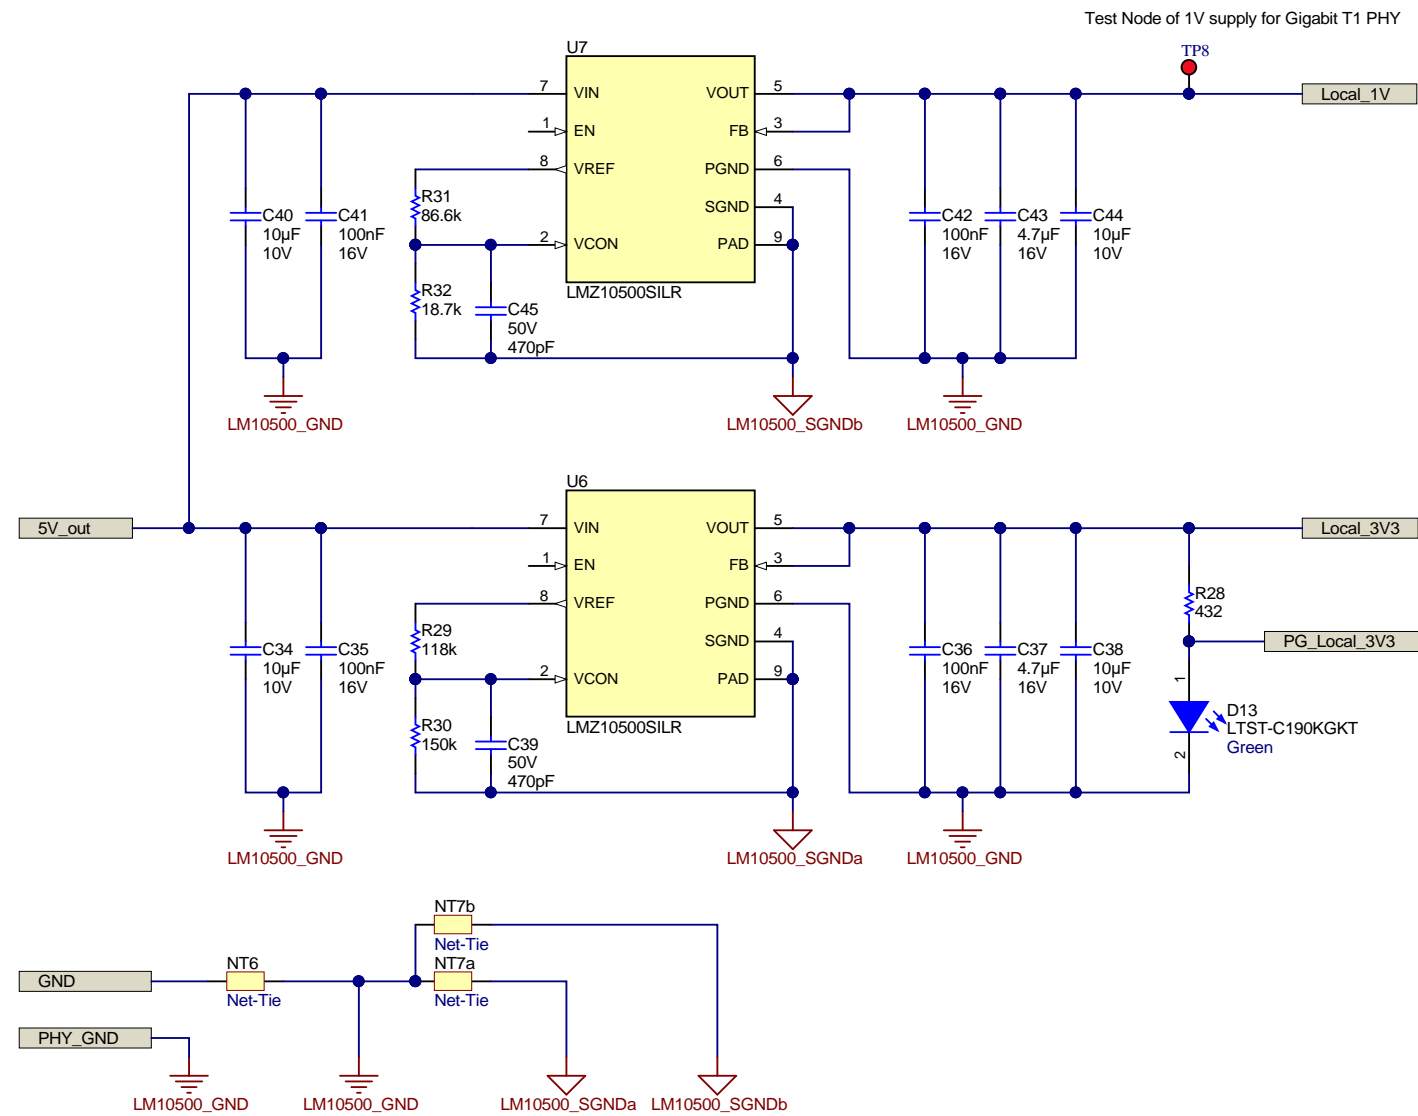 Test Node of 1V supply for Gigabit T1 PHY
TP8
U7
7 VIN VOUT 5
Local_1V
1 EN FB 3
8 VREF PGND 6
SGND 4
2 VCON PAD 9
LMZ10500SILR
C40
10µF
10V
C41
100nF
16V
R31
86.6k
R32
18.7k
C45
50V
470pF
C42
100nF
16V
C43
4.7µF
16V
C44
10µF
10V
LM10500_GND
LM10500_SGNDb
LM10500_GND
U6
5V_out
7 VIN VOUT 5
Local_3V3
1 EN FB 3
8 VREF PGND 6
SGND 4
2 VCON PAD 9
LMZ10500SILR
C34
10µF
10V
C35
100nF
16V
R29
118k
R30
150k
C39
50V
470pF
C36
100nF
16V
C37
4.7µF
16V
C38
10µF
10V
R28
432
PG_Local_3V3
1
D13
LTST-C190KGKT
Green
2
LM10500_GND
LM10500_SGNDa
LM10500_GND
NT7b
Net-Tie
GND
NT6
Net-Tie
NT7a
Net-Tie
PHY_GND
LM10500_GND
LM10500_GND
LM10500_SGNDa
LM10500_SGNDb